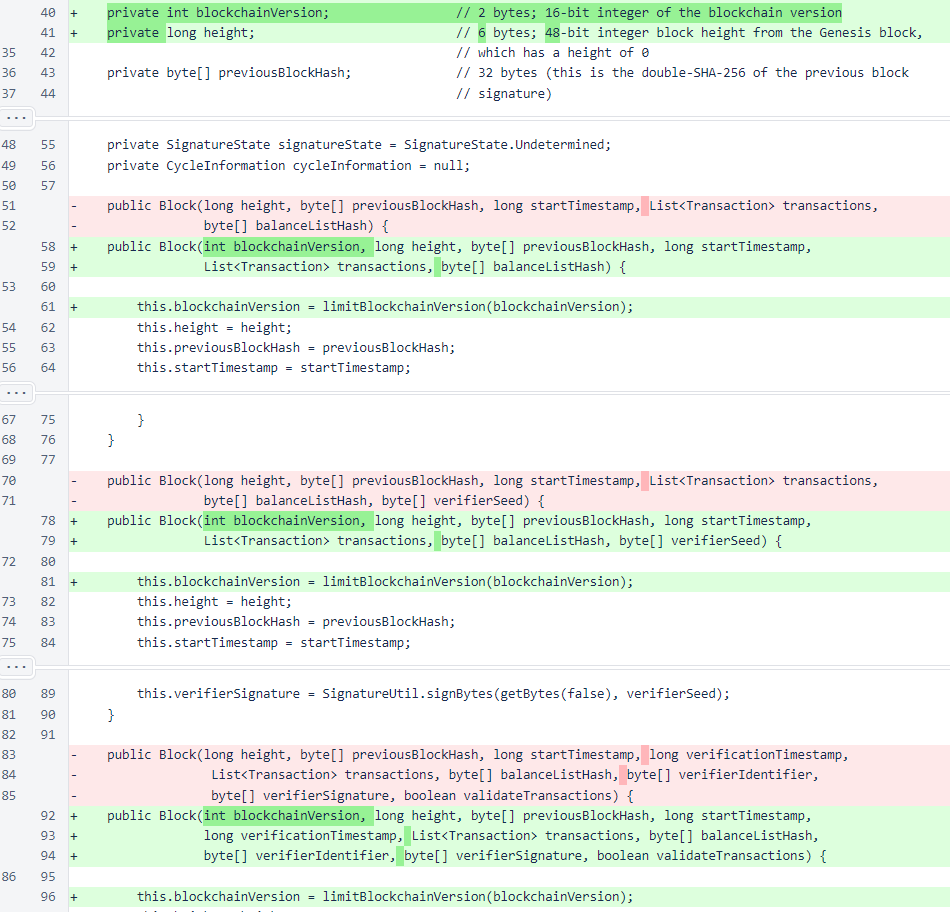 40 + private int blockchainVersion; // 2 bytes; 16-bit integer of the blockchain version
41 + private long height; // 6 bytes; 48-bit integer block height from the Genesis block,
35 42 // which has a height of 0
36 43 private byte[] previousBlockHash; // 32 bytes (this is the double-SHA-256 of the previous block
37 44 // signature)
...
48 55 private SignatureState signatureState = SignatureState.Undetermined;
49 56 private CycleInformation cycleInformation = null;
50 57
51 - public Block(long height, byte[] previousBlockHash, long startTimestamp, List<Transaction> transactions,
52 - byte[] balanceListHash) {
58 + public Block(int blockchainVersion, long height, byte[] previousBlockHash, long startTimestamp,
59 + List<Transaction> transactions, byte[] balanceListHash) {
53 60
61 + this.blockchainVersion = limitBlockchainVersion(blockchainVersion);
54 62 this.height = height;
55 63 this.previousBlockHash = previousBlockHash;
56 64 this.startTimestamp = startTimestamp;
...
67 75 }
68 76 }
69 77
70 - public Block(long height, byte[] previousBlockHash, long startTimestamp, List<Transaction> transactions,
71 - byte[] balanceListHash, byte[] verifierSeed) {
78 + public Block(int blockchainVersion, long height, byte[] previousBlockHash, long startTimestamp,
79 + List<Transaction> transactions, byte[] balanceListHash, byte[] verifierSeed) {
72 80
81 + this.blockchainVersion = limitBlockchainVersion(blockchainVersion);
73 82 this.height = height;
74 83 this.previousBlockHash = previousBlockHash;
75 84 this.startTimestamp = startTimestamp;
...
80 89 this.verifierSignature = SignatureUtil.signBytes(getBytes(false), verifierSeed);
81 90 }
82 91
83 - public Block(long height, byte[] previousBlockHash, long startTimestamp, long verificationTimestamp,
84 - List<Transaction> transactions, byte[] balanceListHash, byte[] verifierIdentifier,
85 - byte[] verifierSignature, boolean validateTransactions) {
92 + public Block(int blockchainVersion, long height, byte[] previousBlockHash, long startTimestamp,
93 + long verificationTimestamp, List<Transaction> transactions, byte[] balanceListHash,
94 + byte[] verifierIdentifier, byte[] verifierSignature, boolean validateTransactions) {
86 95
96 + this.blockchainVersion = limitBlockchainVersion(blockchainVersion);